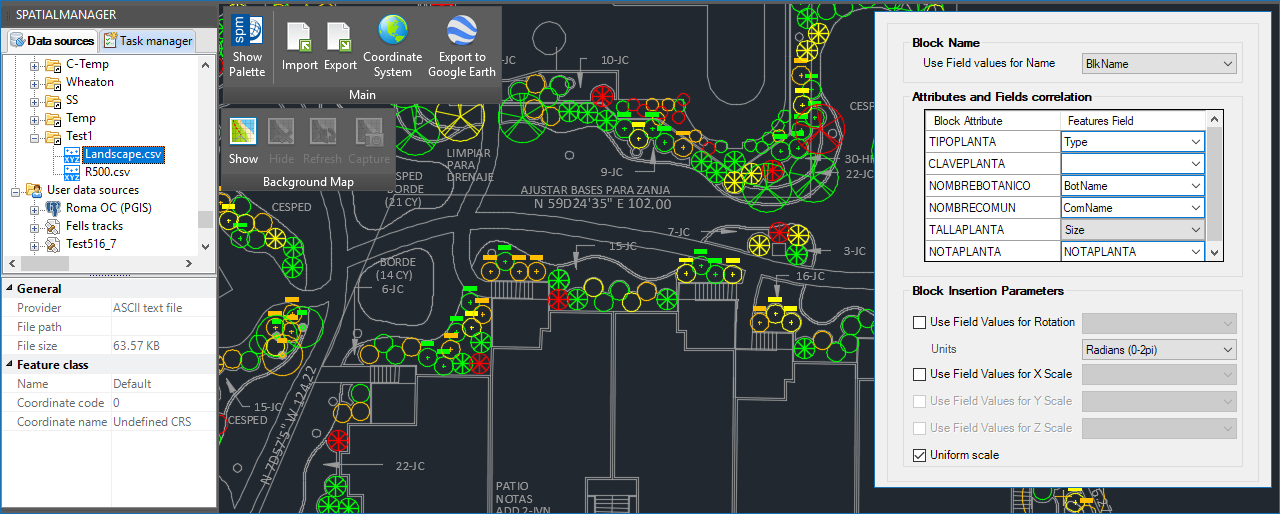 SPATIALMANAGER
Data sources
Task manager
C-Temp
Wheaton
SS
Temp
Test1
Landscape.csv
R500.csv
User data sources
Roma OC (PGIS)
Fells tracks
Test516_7
General
Provider ASCII text file
File path
File size 63.57 KB
Feature class
Name Default
Coordinate code 0
Coordinate name Undefined CRS
spm
Show Palette
Import
Export
Coordinate System
Export to Google Earth
Main
Show
Hide
Refresh
Capture
Background Map
10-JC
CESPED
LIMPIAR
PARA
DRENAJE
CESPED
BORDE
(21 CY)
9-JC
30-HF
22-JC
AJUSTAR BASES PARA ZANJA
N 59D24'35" E 102,00
CESPED
CESP
7-JC
15-JC
3-JC
BORDE
(14 CY)
6-JC
16-JC
15-JC
CESPED
N 7D57'5" W 124,22
22-JC
PATIO
NOTAS
ADD 2-IVN
Block Name
Use Field values for Name BlkName
Attributes and Fields correlation
Block Attribute Features Field
TIPOPLANTA Type
CLAVEPLANTA
NOMBREBOTANICO BotName
NOMBRECOMUN ComName
TALLAPLANTA Size
NOTAPLANTA NOTAPLANTA
Block Insertion Parameters
Use Field Values for Rotation
Units Radians (0-2pi)
Use Field Values for X Scale
Use Field Values for Y Scale
Use Field Values for Z Scale
Uniform scale